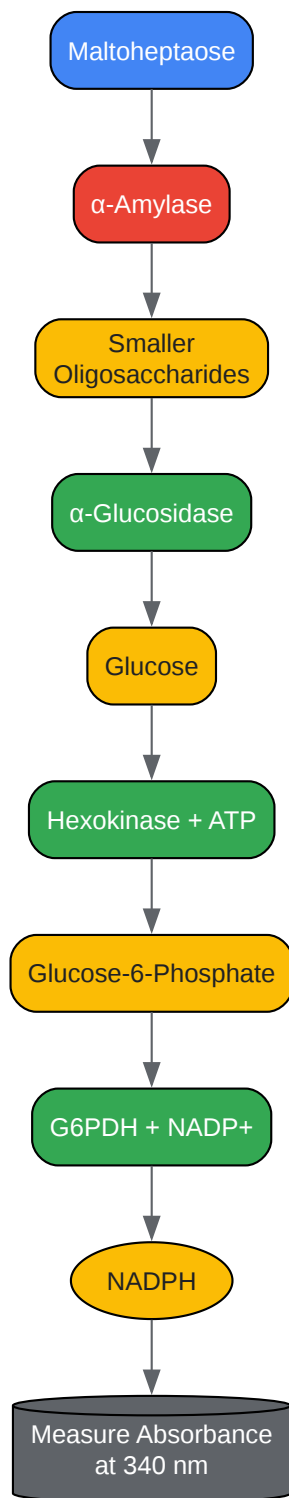 Maltoheptaose
α-Amylase
Smaller
Oligosaccharides
α-Glucosidase
Glucose
Hexokinase + ATP
Glucose-6-Phosphate
G6PDH + NADP+
NADPH
Measure Absorbance
at 340 nm